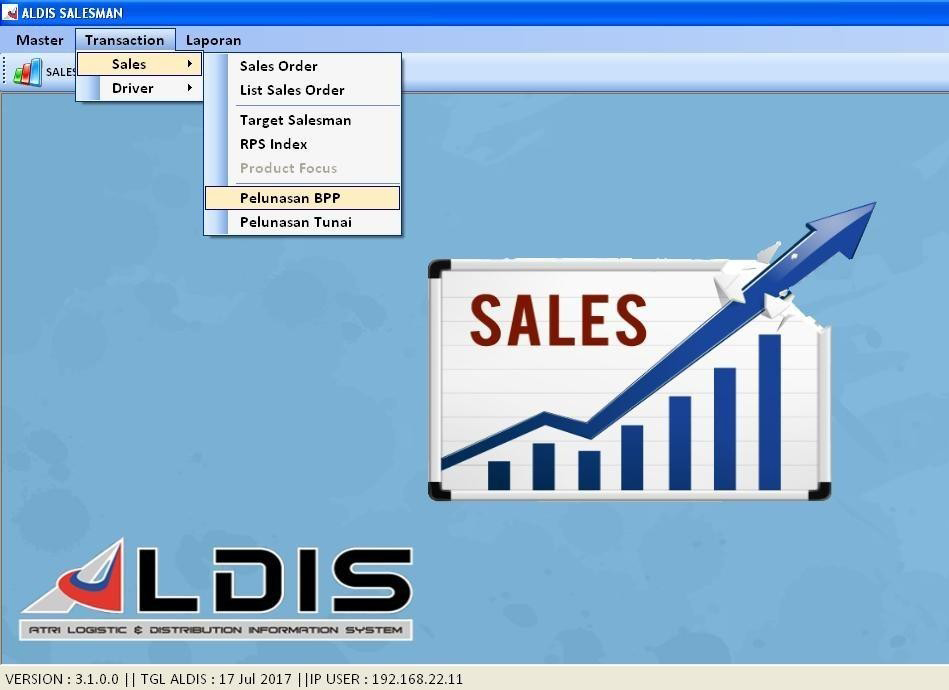 ALDIS SALESMAN
Master Transaction Laporan
SALES
Sales
Driver
Sales Order
List Sales Order
Target Salesman
RPS Index
Product Focus
Pelunasan BPP
Pelunasan Tunai
SALES
ALDIS
ATRI LOGISTIC & DISTRIBUTION INFORMATION SYSTEM
VERSION : 3.1.0.0 || TGL ALDIS : 17 Jul 2017 ||IP USER : 192.168.22.11